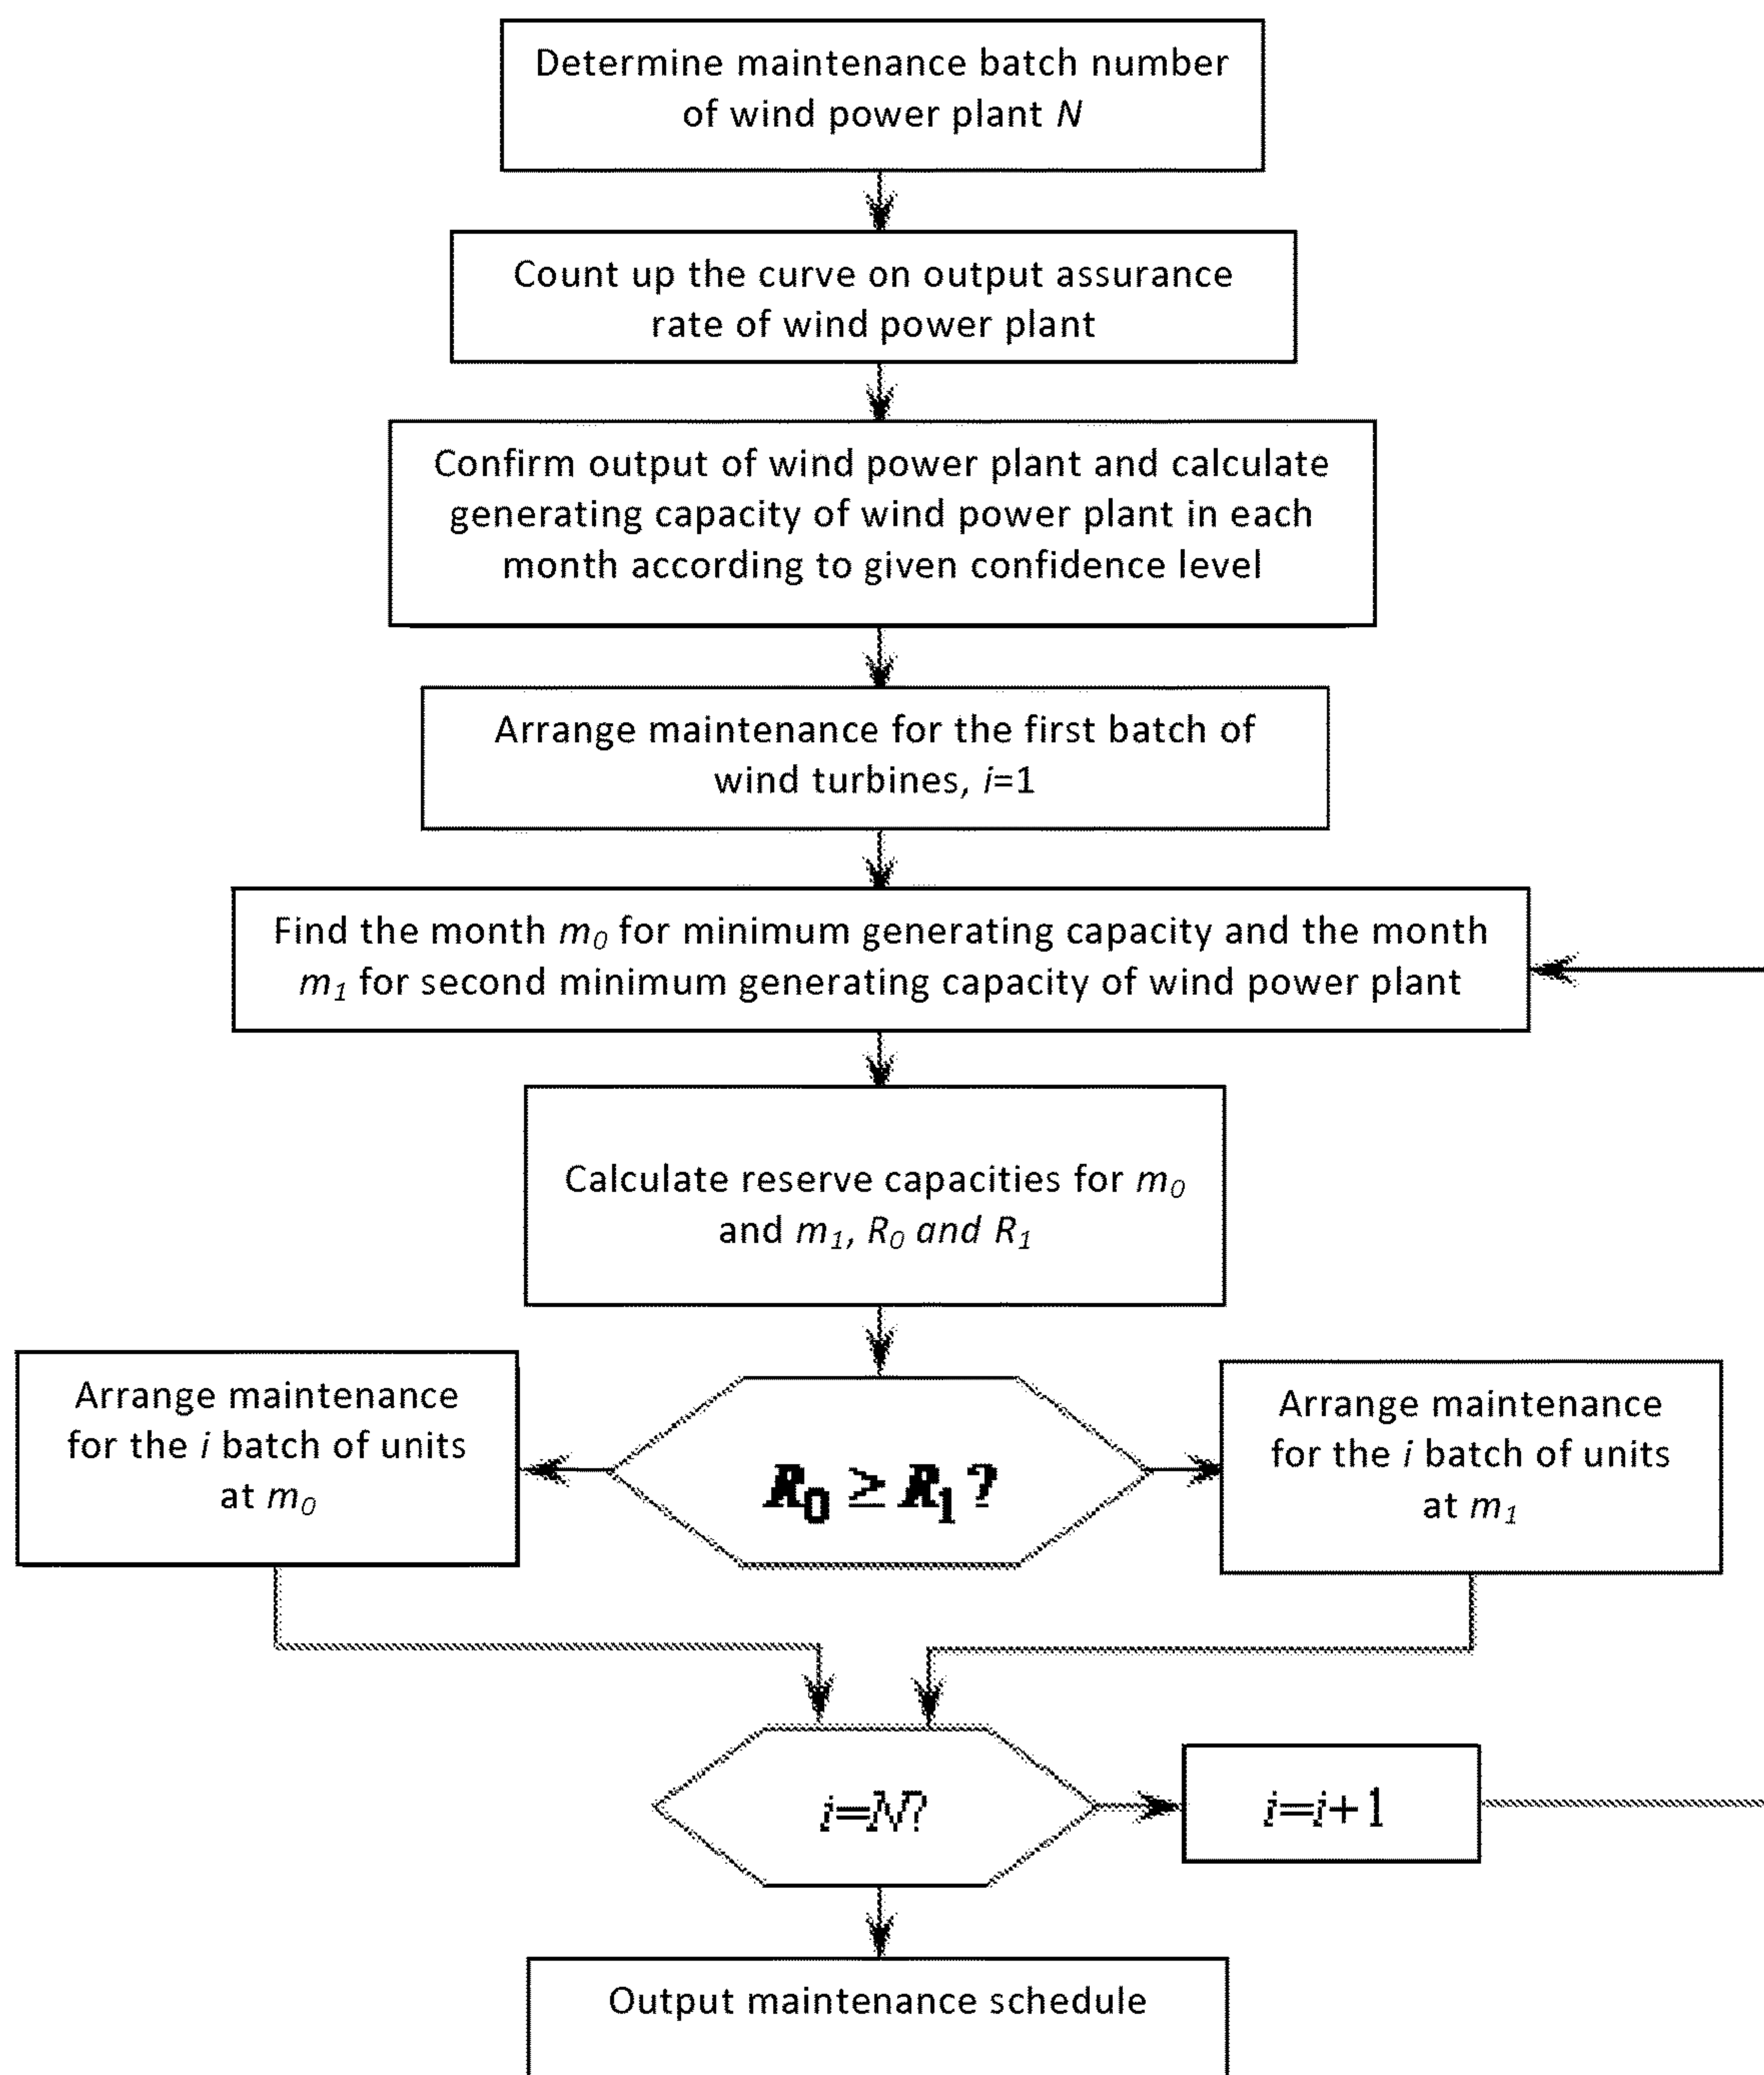 Determine maintenance batch number
of wind power plant N
Count up the curve on output assurance
rate of wind power plant
Confirm output of wind power plant and calculate
generating capacity of wind power plant in each
month according to given confidence level
Arrange maintenance for the first batch of
wind turbines, i=1
Find the month m₀ for minimum generating capacity and the month
m₁ for second minimum generating capacity of wind power plant
Calculate reserve capacities for m₀
and m₁, R₀ and R₁
Arrange maintenance
for the i batch of units
at m₀
R₀ ≥ R₁?
Arrange maintenance
for the i batch of units
at m₁
i=N?
i=i+1
Output maintenance schedule